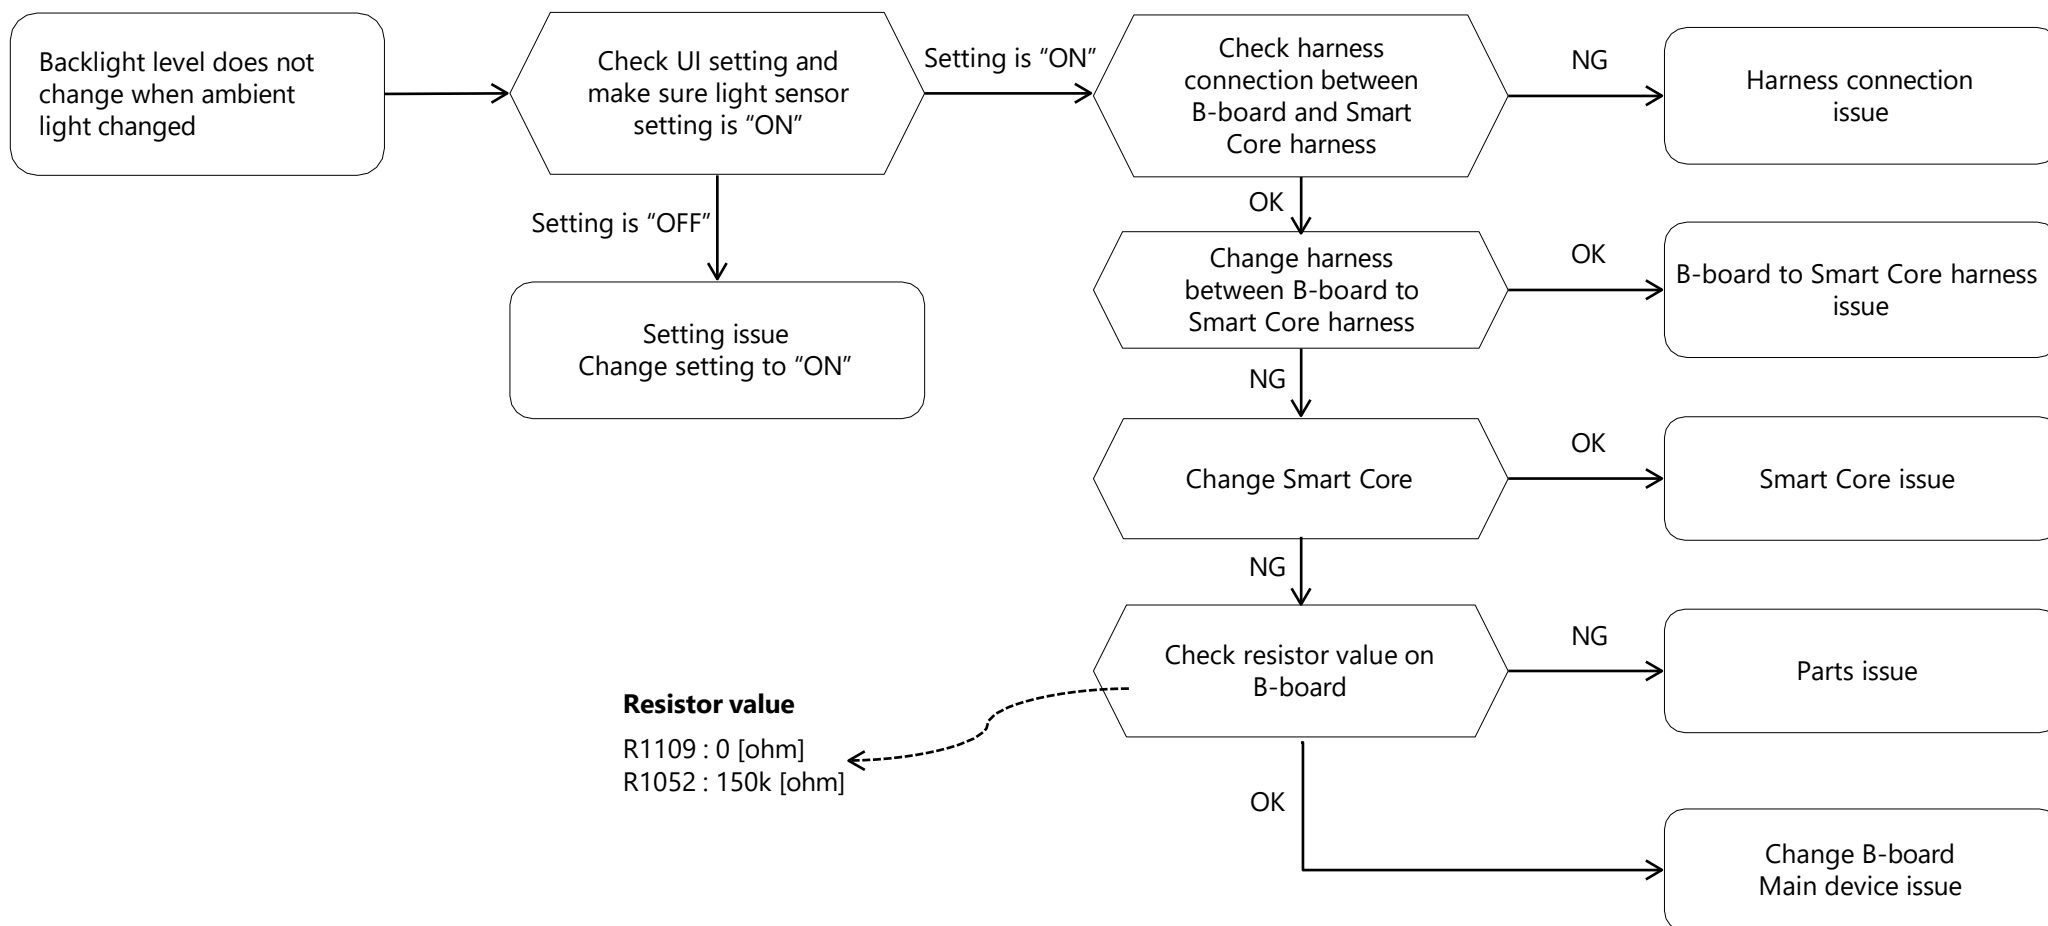 Backlight level does not
change when ambient
light changed
Check UI setting and
make sure light sensor
setting is “ON”
Setting is “ON”
Check harness
connection between
B-board and Smart
Core harness
NG
Harness connection
issue
Setting is “OFF”
Setting issue
Change setting to “ON”
OK
Change harness
between B-board to
Smart Core harness
OK
B-board to Smart Core harness
issue
NG
Change Smart Core
OK
Smart Core issue
NG
Check resistor value on
B-board
NG
Parts issue
Resistor value
R1109 : 0 [ohm]
R1052 : 150k [ohm]
OK
Change B-board
Main device issue